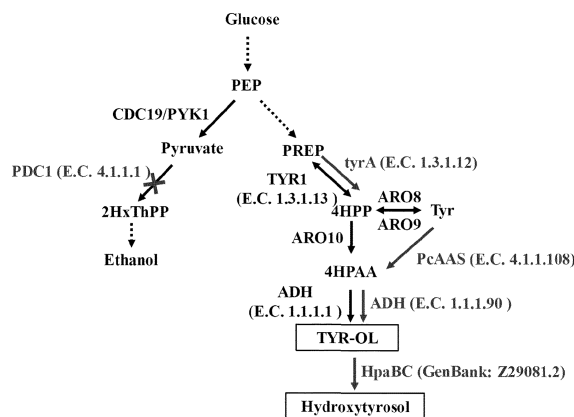 Glucose
PEP
CDC19/PYK1
Pyruvate
PREP
PDC1 (E.C. 4.1.1.1 )
tyrA (E.C. 1.3.1.12)
TYR1
(E.C. 1.3.1.13 )
2HxThPP
4HPP
ARO8
Tyr
ARO9
ARO10
Ethanol
PcAAS (E.C. 4.1.1.108)
4HPAA
ADH
(E.C. 1.1.1.1 )
ADH (E.C. 1.1.1.90 )
TYR-OL
HpaBC (GenBank: Z29081.2)
Hydroxytyrosol